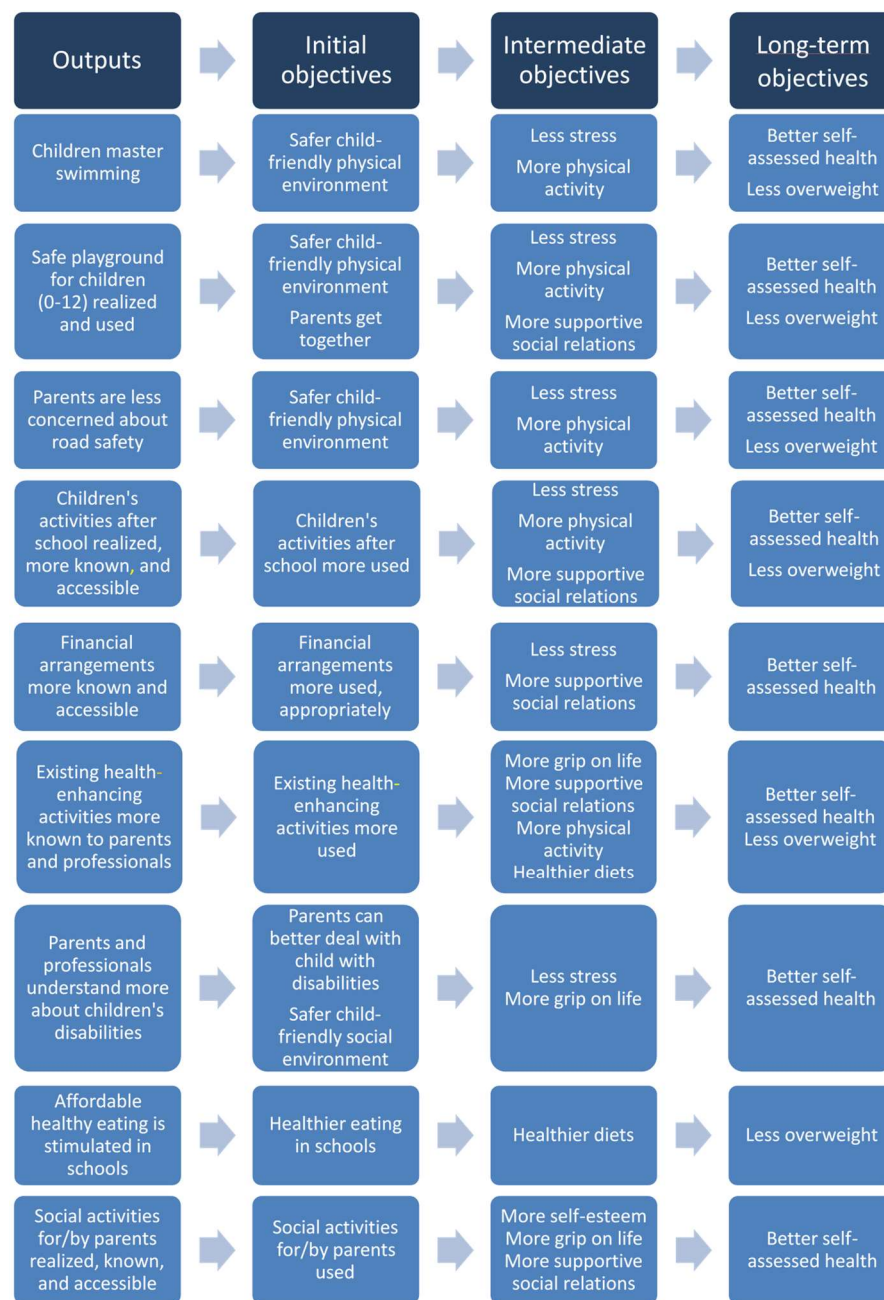 Outputs
Initial
objectives
Intermediate
objectives
Long-term
objectives
Children master
swimming
Safer child-
friendly physical
environment
Less stress
More physical
activity
Better self-
assessed health
Less overweight
Safe playground
for children
(0-12) realized
and used
Safer child-
friendly physical
environment
Parents get
together
Less stress
More physical
activity
More supportive
social relations
Better self-
assessed health
Less overweight
Parents are less
concerned about
road safety
Safer child-
friendly physical
environment
Less stress
More physical
activity
Better self-
assessed health
Less overweight
Children's
activities after
school realized,
more known, and
accessible
Children's
activities after
school more used
Less stress
More physical
activity
More supportive
social relations
Better self-
assessed health
Less overweight
Financial
arrangements
more known and
accessible
Financial
arrangements
more used,
appropriately
Less stress
More supportive
social relations
Better self-
assessed health
Existing health-
enhancing
activities more
known to parents
and professionals
Existing health-
enhancing
activities more
used
More grip on life
More supportive
social relations
More physical
activity
Healthier diets
Better self-
assessed health
Less overweight
Parents and
professionals
understand more
about children's
disabilities
Parents can
better deal with
child with
disabilities
Safer child-
friendly social
environment
Less stress
More grip on life
Better self-
assessed health
Affordable
healthy eating is
stimulated in
schools
Healthier eating
in schools
Healthier diets
Less overweight
Social activities
for/by parents
realized, known,
and accessible
Social activities
for/by parents
used
More self-esteem
More grip on life
More supportive
social relations
Better self-
assessed health